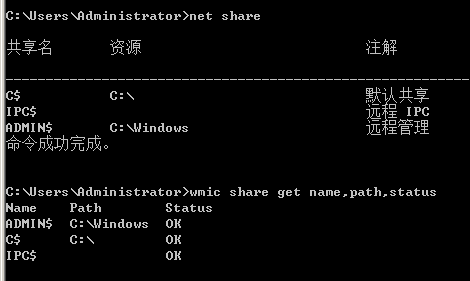 C:\Users\Administrator>net share
共享名 资源 注解
-------------------------------------------------------------------------------
C$ C:\ 默认共享
IPC$ 远程 IPC
ADMIN$ C:\Windows 远程管理
命令成功完成。
C:\Users\Administrator>wmic share get name,path,status
Name Path Status
ADMIN$ C:\Windows OK
C$ C:\ OK
IPC$ OK